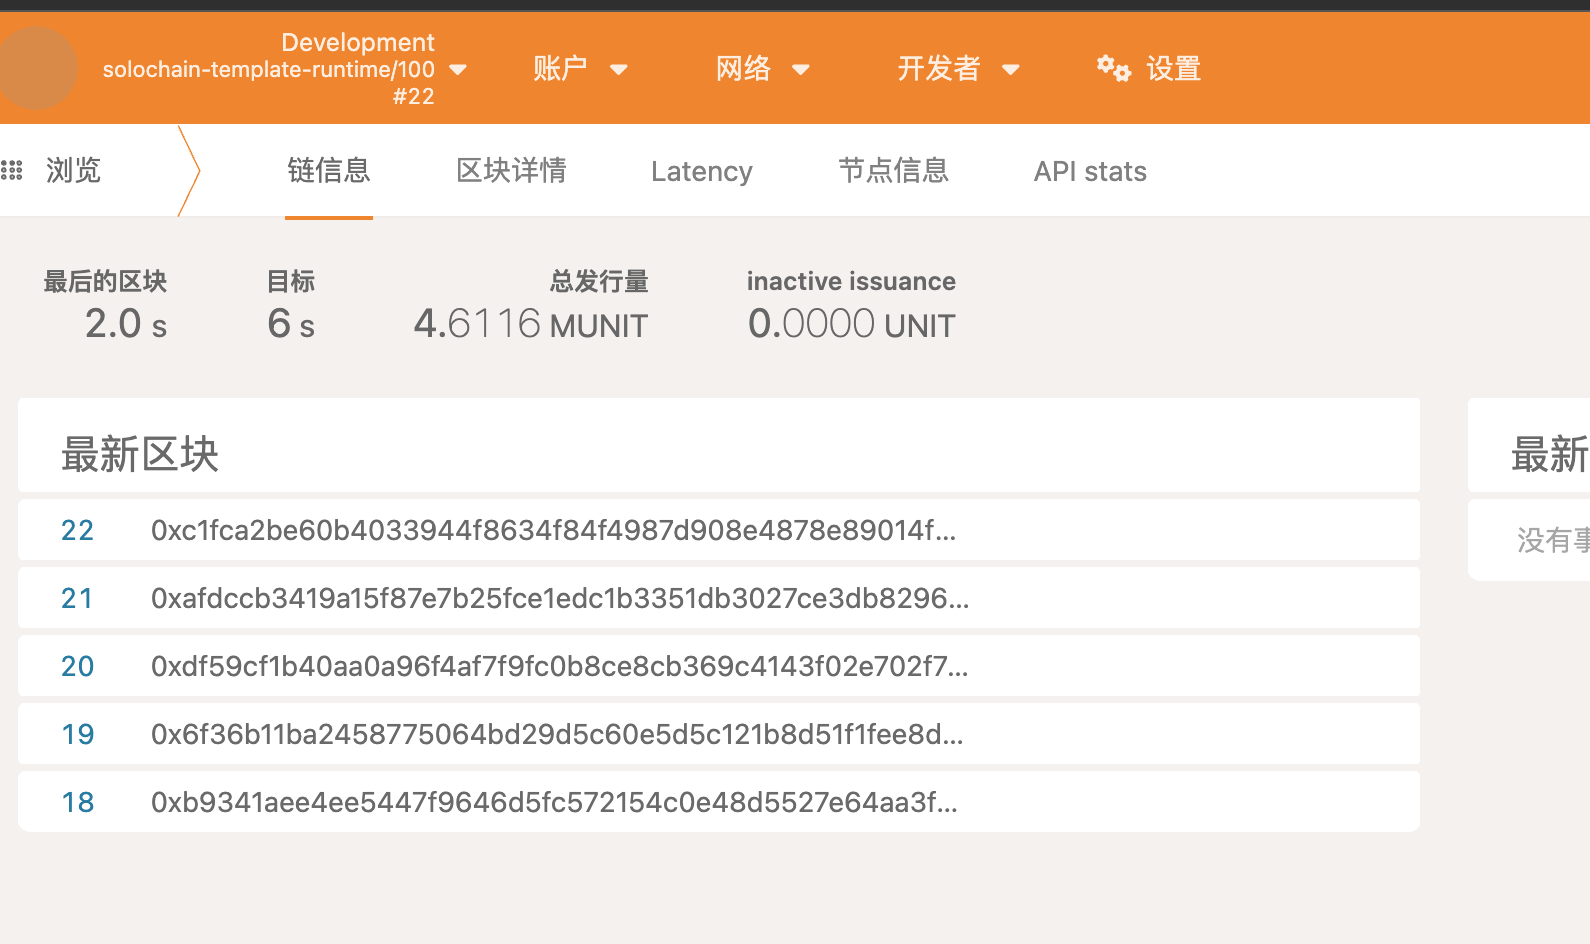 Development
solochain-template-runtime/100
#22
账户
网络
开发者
设置
浏览
链信息
区块详情
Latency
节点信息
API stats
最后的区块
2.0 s
目标
6 s
总发行量
4.6116 MUNIT
inactive issuance
0.0000 UNIT
最新区块
22 0xc1fca2be60b4033944f8634f84f4987d908e4878e89014f...
21 0xafdccb3419a15f87e7b25fce1edc1b3351db3027ce3db8296...
20 0xdf59cf1b40aa0a96f4af7f9fc0b8ce8cb369c4143f02e702f7...
19 0x6f36b11ba2458775064bd29d5c60e5d5c121b8d51f1fee8d...
18 0xb9341aee4ee5447f9646d5fc572154c0e48d5527e64aa3f...
最新
没有事